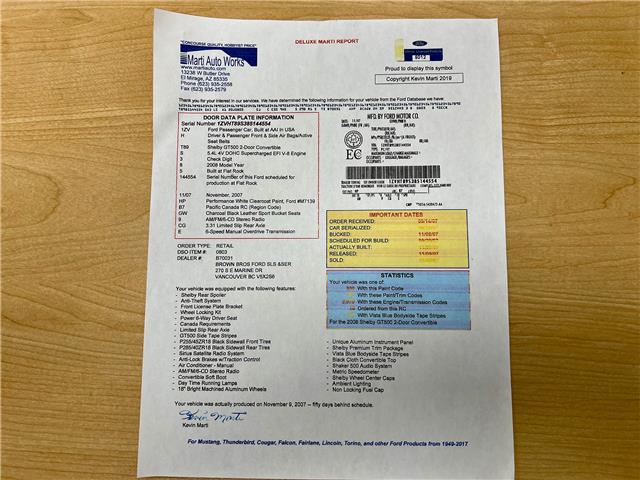 "CONCOURSE QUALITY, HOBBYIST PRICE"
Marti Auto Works
www.martiauto.com
13238 W Butler Drive
El Mirage, AZ 85335
Phone (623) 935-2558
Fax (623) 935-2579
DELUXE MARTI REPORT
Proud to display this symbol
Copyright Kevin Marti 2019
Thank you for your interest in our services. We have determined the following information for your vehicle from the Ford Database we have:
DOOR DATA PLATE INFORMATION
Serial Number 1ZVHT89S385144554
1ZV Ford Passenger Car, Built at AAI in USA
H Driver & Passenger Front & Side Air Bags/Active Seat Belts
T89 Shelby GT500 2-Door Convertible
S 5.4L 4V DOHC Supercharged EFI V-8 Engine
3 Check Digit
8 2008 Model Year
5 Built at Flat Rock
144554 Serial Number of this Ford scheduled for production at Flat Rock
11/07 November, 2007
HP Performance White Clearcoat Paint, Ford #M7139
B7 Pacific Canada RC (Region Code)
GW Charcoal Black Leather Sport Bucket Seats
9 AM/FM/6-CD Stereo Radio
CG 3.31 Limited Slip Rear Axle
E 6-Speed Manual Overdrive Transmission
MFD. BY FORD MOTOR CO.
1ZVHT89S385144554
IMPORTANT DATES
ORDER RECEIVED:
CAR SERIALIZED:
BUCKED:
SCHEDULED FOR BUILD:
ACTUALLY BUILT:
RELEASED:
SOLD:
ORDER TYPE: RETAIL
DSO ITEM #: 0803
DEALER #: B70031
BROWN BROS FORD SLS &SER
270 S E MARINE DR
VANCOUVER BC V5X2S6
STATISTICS
Your vehicle was one of:
With this Paint Code
With these Paint/Trim Codes
With these Engine/Transmission Codes
Ordered from this RC
With Vista Blue Bodyside Tape Stripes
For the 2008 Shelby GT500 2-Door Convertible
Your vehicle was equipped with the following features:
- Shelby Rear Spoiler
- Anti-Theft System
- Front License Plate Bracket
- Wheel Locking Kit
- Power 6-Way Driver Seat
- Canada Requirements
- Limited Slip Rear Axle
- GT500 Side Tape Stripes
- P255/45ZR18 Black Sidewall Front Tires
- P285/40ZR18 Black Sidewall Rear Tires
- Sirius Satellite Radio System
- Anti-Lock Brakes w/Traction Control
- Air Conditioner - Manual
- AM/FM/6-CD Stereo Radio
- Convertible Soft Boot
- Day Time Running Lamps
- 18" Bright Machined Aluminum Wheels
- Unique Aluminum Instrument Panel
- Shelby Premium Trim Package
- Vista Blue Bodyside Tape Stripes
- Black Cloth Convertible Top
- Shaker 500 Audio System
- Metric Speedometer
- Shelby Wheel Center Caps
- Ambient Lighting
- Non Locking Fuel Cap
Your vehicle was actually produced on November 9, 2007 -- fifty days behind schedule.
Kevin Marti
Kevin Marti
For Mustang, Thunderbird, Cougar, Falcon, Fairlane, Lincoln, Torino, and other Ford Products from 1949-2017